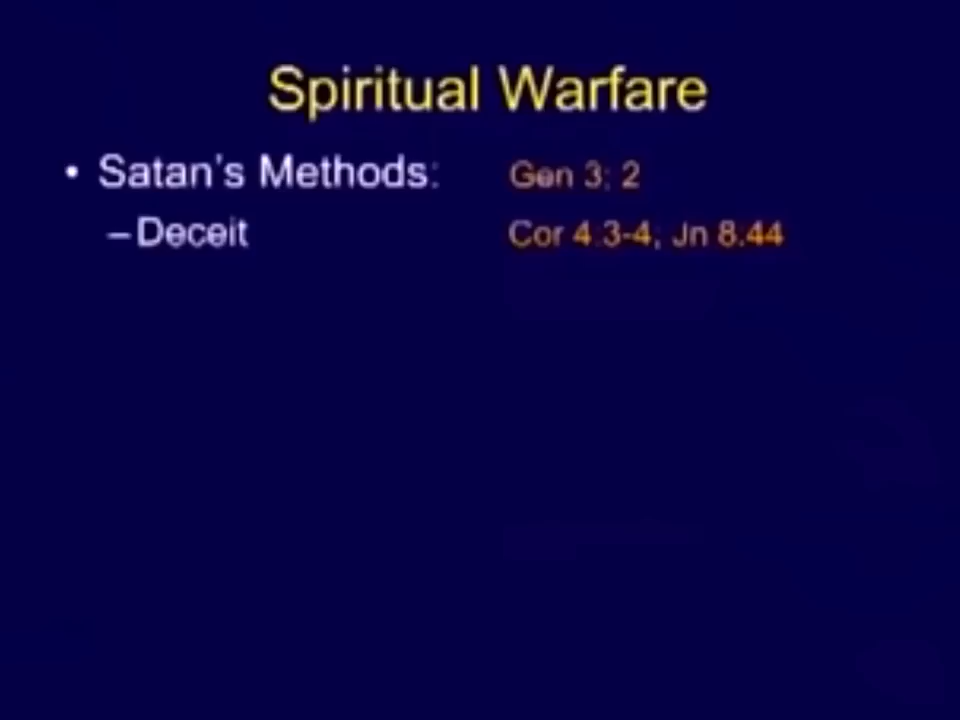 Spiritual Warfare
• Satan's Methods: Gen 3; 2
– Deceit Cor 4.3-4, Jn 8.44